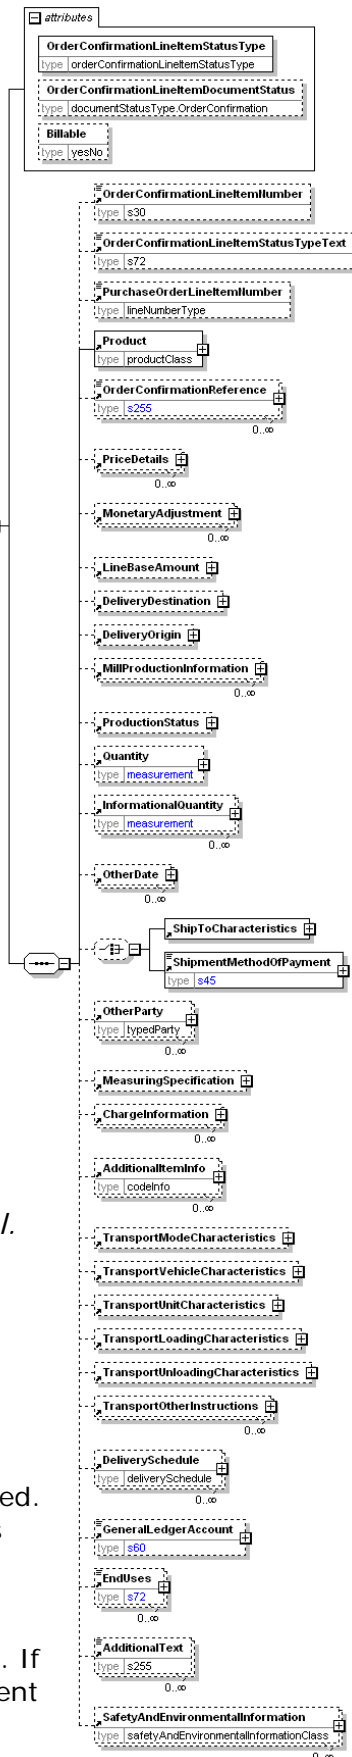 attributes
OrderConfirmationLineItemStatusType
type orderConfirmationLineItemStatusType
OrderConfirmationLineItemDocumentStatus
type documentStatusType.OrderConfirmation
Billable
type yesNo
OrderConfirmationLineItemNumber
type s30
OrderConfirmationLineItemStatusTypeText
type s72
PurchaseOrderLineItemNumber
type lineNumberType
Product
type productClass
OrderConfirmationReference
type s255
0..∞
PriceDetails
0..∞
MonetaryAdjustment
0..∞
LineBaseAmount
DeliveryDestination
DeliveryOrigin
MillProductionInformation
0..∞
ProductionStatus
Quantity
type measurement
InformationalQuantity
type measurement
0..∞
OtherDate
0..∞
ShipToCharacteristics
ShipmentMethodOfPayment
type s45
OtherParty
type typedParty
0..∞
MeasuringSpecification
ChargeInformation
0..∞
AdditionalItemInfo
type codeInfo
0..∞
l.
TransportModeCharacteristics
TransportVehicleCharacteristics
TransportUnitCharacteristics
TransportLoadingCharacteristics
TransportUnloadingCharacteristics
TransportOtherInstructions
0..∞
DeliverySchedule
type deliverySchedule
0..∞
ed.
s
GeneralLedgerAccount
type s60
EndUses
type s72
0..∞
. If
ent
AdditionalText
type s255
0..∞
SafetyAndEnvironmentalInformation
type safetyAndEnvironmentalInformationClass
0..∞